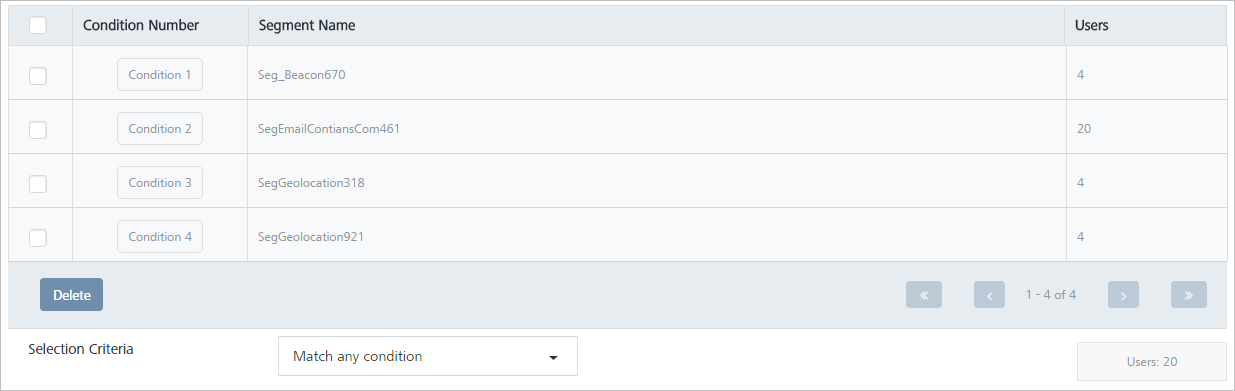 Condition Number Segment Name Users
Condition 1 Seg_Beacon670 4
Condition 2 SegEmailContiansCom461 20
Condition 3 SegGeolocation318 4
Condition 4 SegGeolocation921 4
Delete « ‹ 1 - 4 of 4 › »
Selection Criteria Match any condition Users: 20